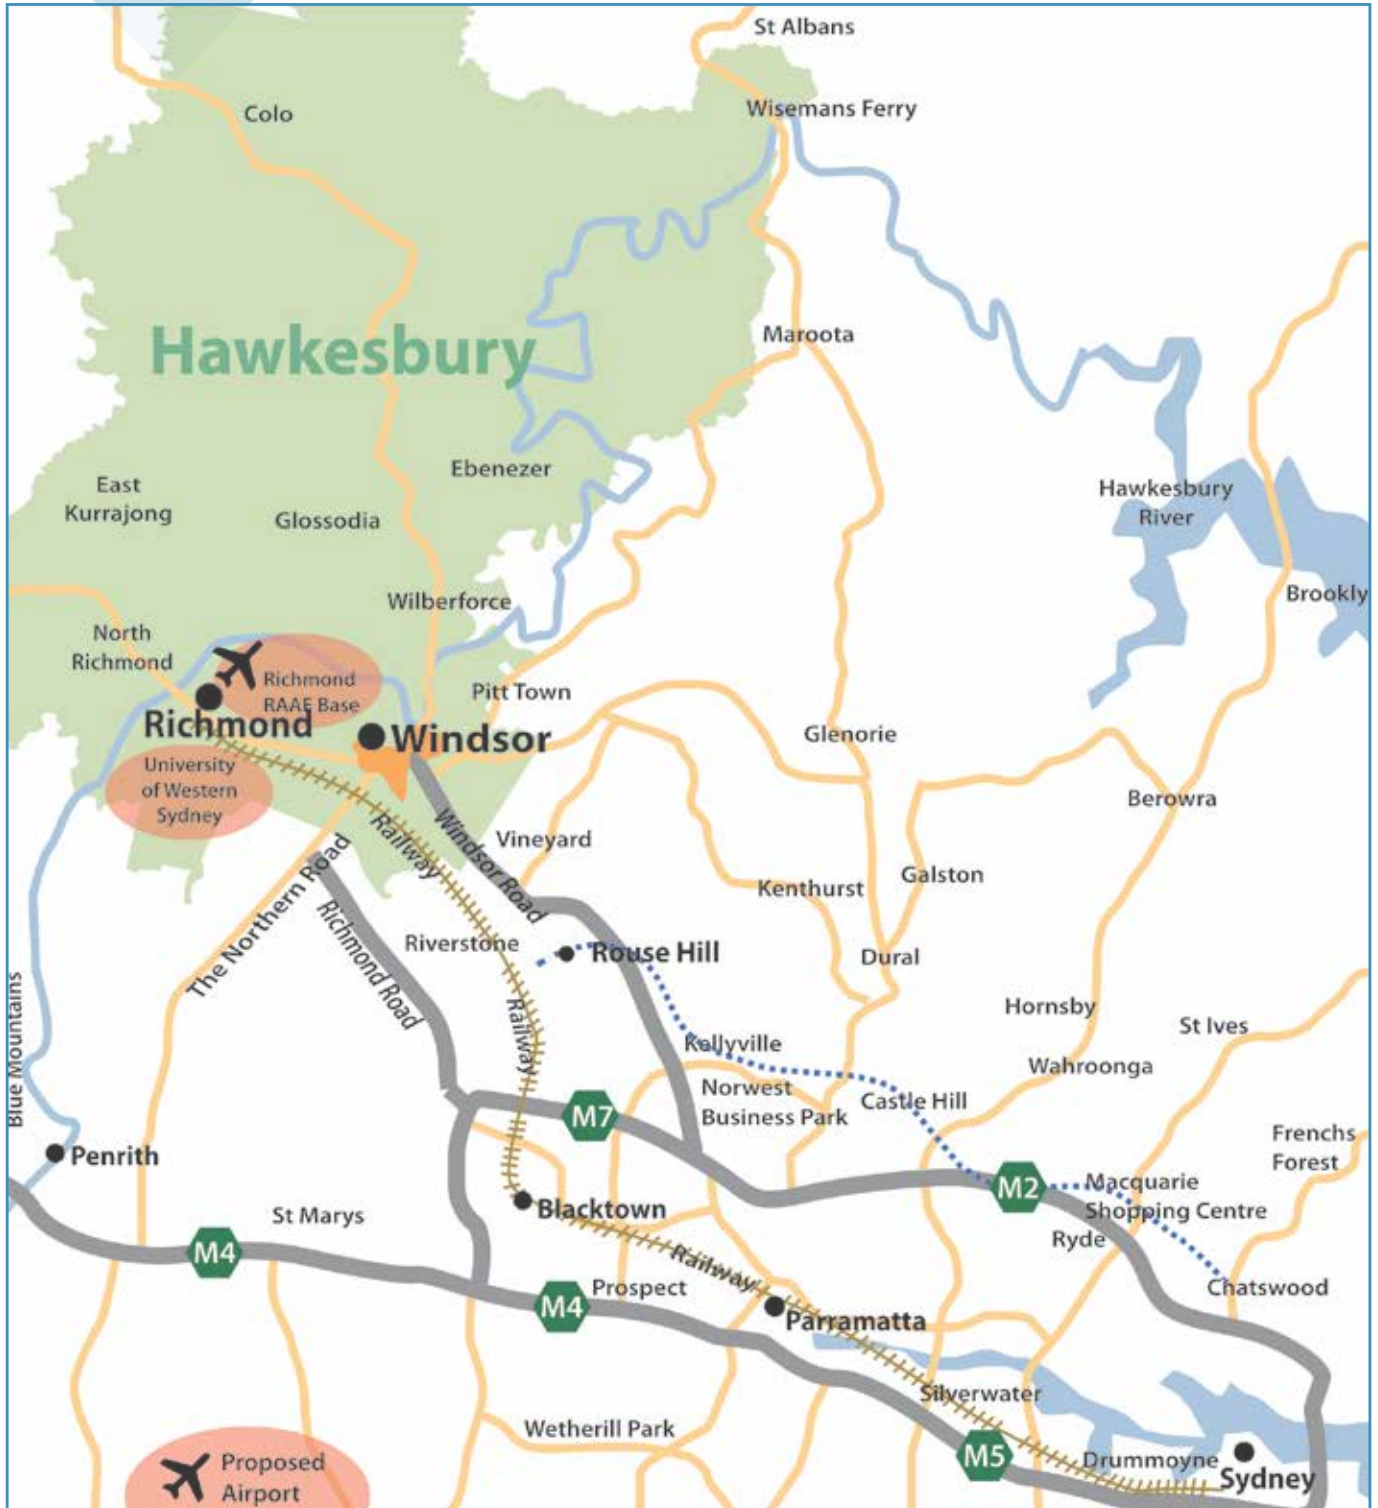 St Albans
Wisemans Ferry
Colo
Maroota
Hawkesbury
Ebenezer
East
Kurrajong
Glossodia
Hawkesbury
River
Brookly
Wilberforce
North
Richmond
Richmond
RAAF Base
Pitt Town
Richmond
Windsor
Glenorie
University
of Western
Sydney
Berowra
Windsor Road
Railway
Vineyard
Kenthurst
Galston
The Northern Road
Richmond Road
Riverstone
Rouse Hill
Dural
Blue Mountains
Railway
Hornsby
St Ives
Kellyville
Wahroonga
Norwest
Business Park
Castle Hill
M7
Frenchs
Forest
Penrith
M2
Macquarie
Shopping Centre
Blacktown
St Marys
Ryde
M4
Railway
Prospect
Chatswood
M4
Parramatta
Silverwater
Wetherill Park
M5
Drummoyne
Sydney
Proposed
Airport